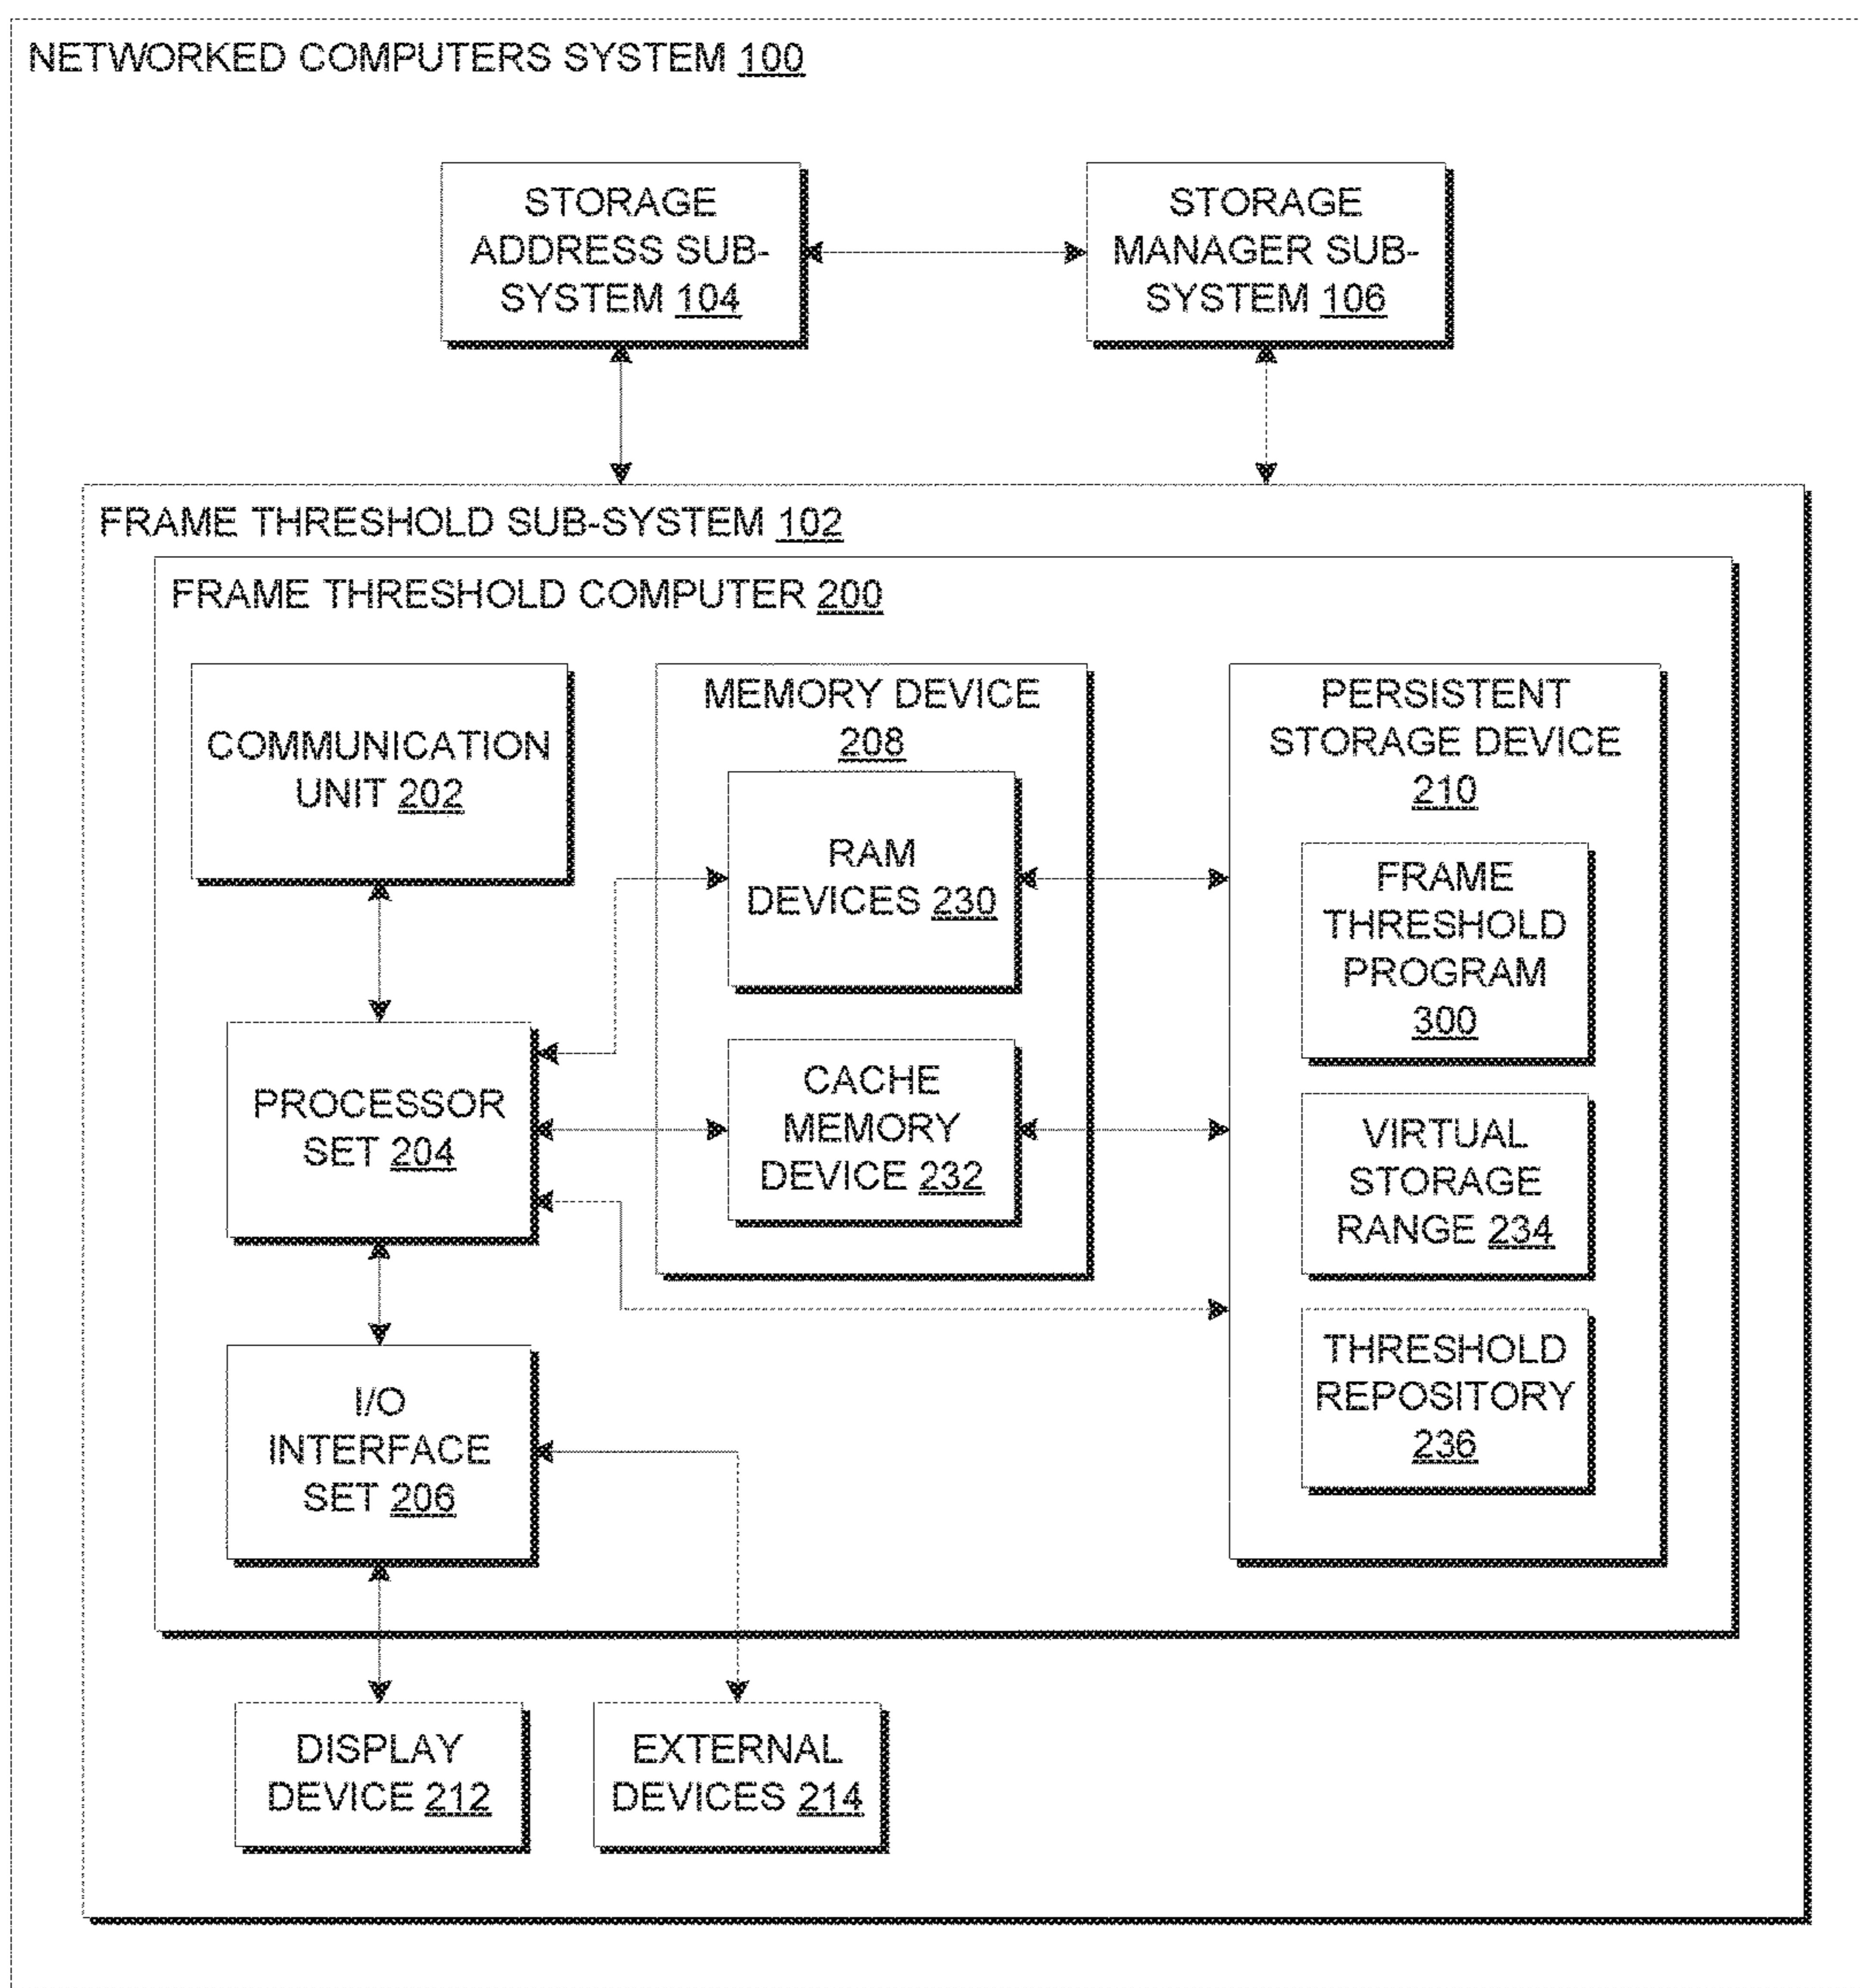 NETWORKED COMPUTERS SYSTEM 100
STORAGE
ADDRESS SUB-
SYSTEM 104
STORAGE
MANAGER SUB-
SYSTEM 106
FRAME THRESHOLD SUB-SYSTEM 102
FRAME THRESHOLD COMPUTER 200
COMMUNICATION
UNIT 202
MEMORY DEVICE
208
RAM
DEVICES 230
CACHE
MEMORY
DEVICE 232
PERSISTENT
STORAGE DEVICE
210
FRAME
THRESHOLD
PROGRAM
300
VIRTUAL
STORAGE
RANGE 234
THRESHOLD
REPOSITORY
236
PROCESSOR
SET 204
I/O
INTERFACE
SET 206
DISPLAY
DEVICE 212
EXTERNAL
DEVICES 214